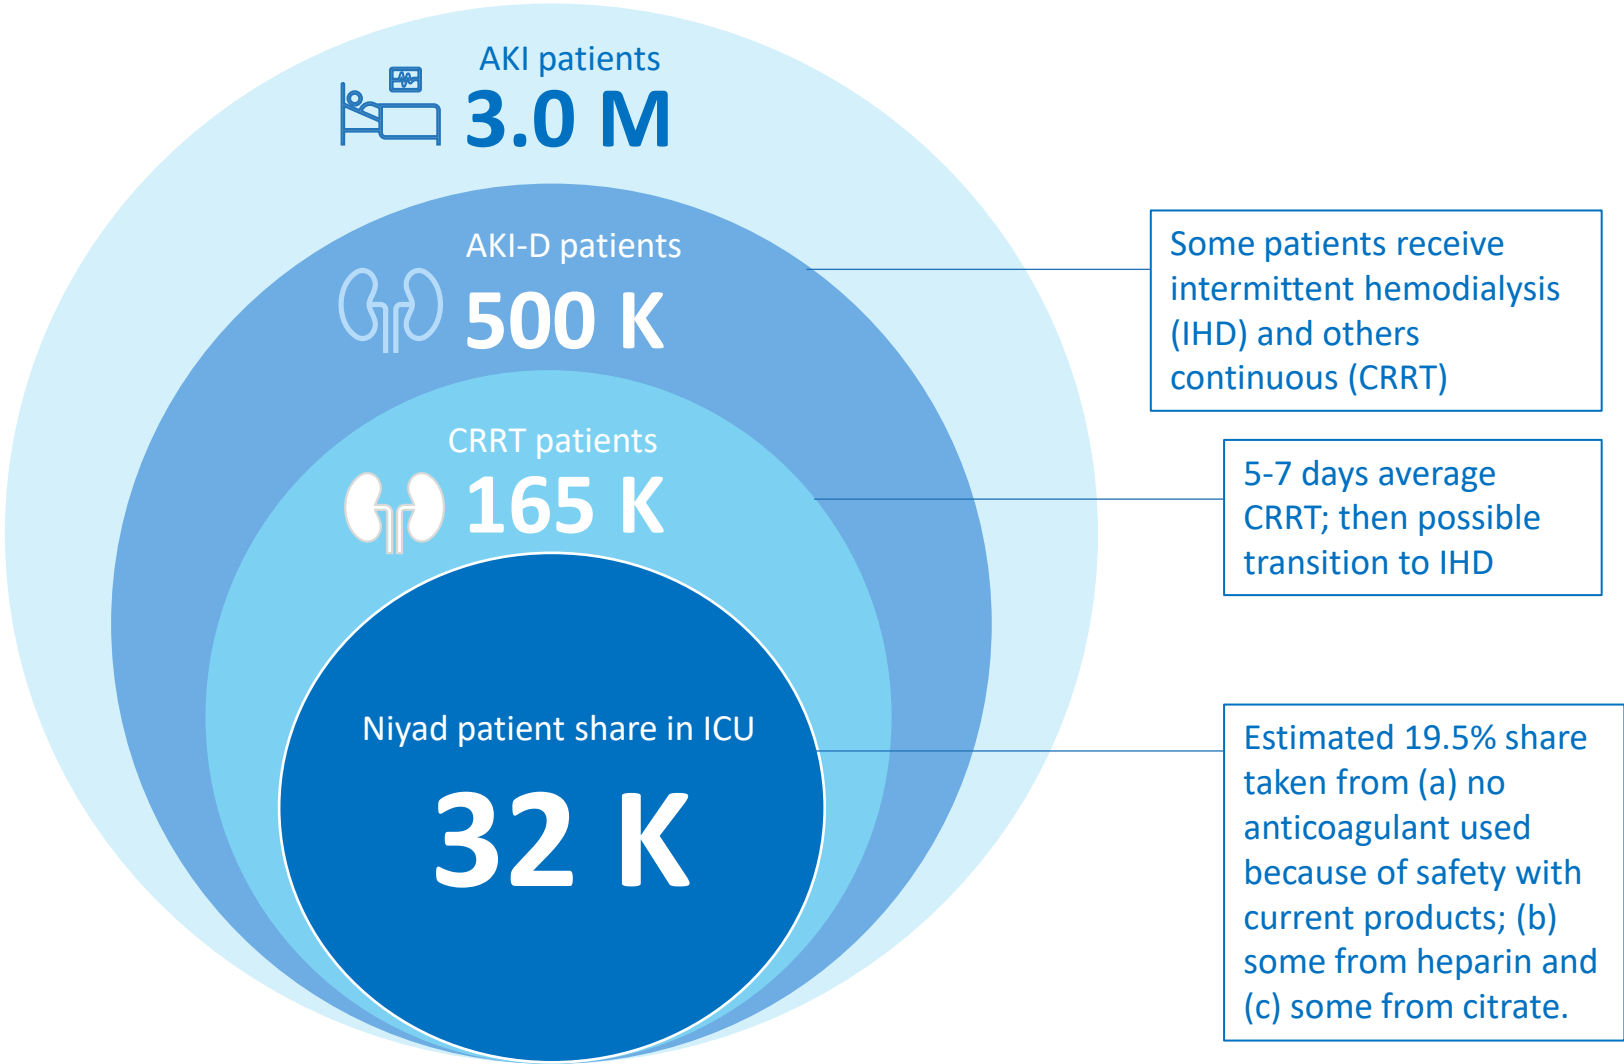 AKI patients
3.0 M
AKI-D patients
500 K
CRRT patients
165 K
Niyad patient share in ICU
32 K
Some patients receive
intermittent hemodialysis
(IHD) and others
continuous (CRRT)
5-7 days average
CRRT; then possible
transition to IHD
Estimated 19.5% share
taken from (a) no
anticoagulant used
because of safety with
current products; (b)
some from heparin and
(c) some from citrate.